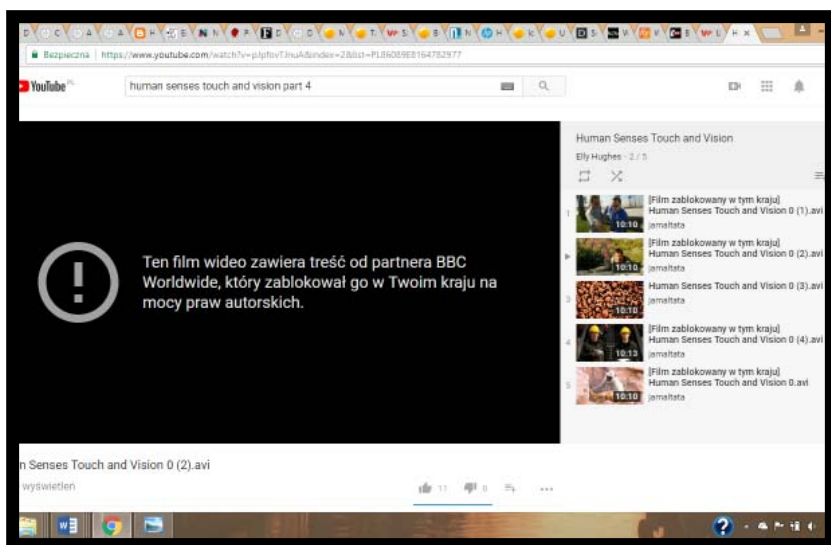 Bezpieczna | https://www.youtube.com/
YouTube PL
human senses touch and vision part 4
Ten film wideo zawiera treść od partnera BBC
Worldwide, który zablokował go w Twoim kraju na
mocy praw autorskich.
Human Senses Touch and Vision
Elly Hughes - 2 / 5
1
10:10
[Film zablokowany w tym kraju]
Human Senses Touch and Vision 0 (1).avi
jamaltata
10:10
[Film zablokowany w tym kraju]
Human Senses Touch and Vision 0 (2).avi
jamaltata
3
10:10
Human Senses Touch and Vision 0 (3).avi
jamaltata
4
10:13
[Film zablokowany w tym kraju]
Human Senses Touch and Vision 0 (4).avi
jamaltata
5
10:10
[Film zablokowany w tym kraju]
Human Senses Touch and Vision 0.avi
jamaltata
n Senses Touch and Vision 0 (2).avi
wyświetleń
11
0